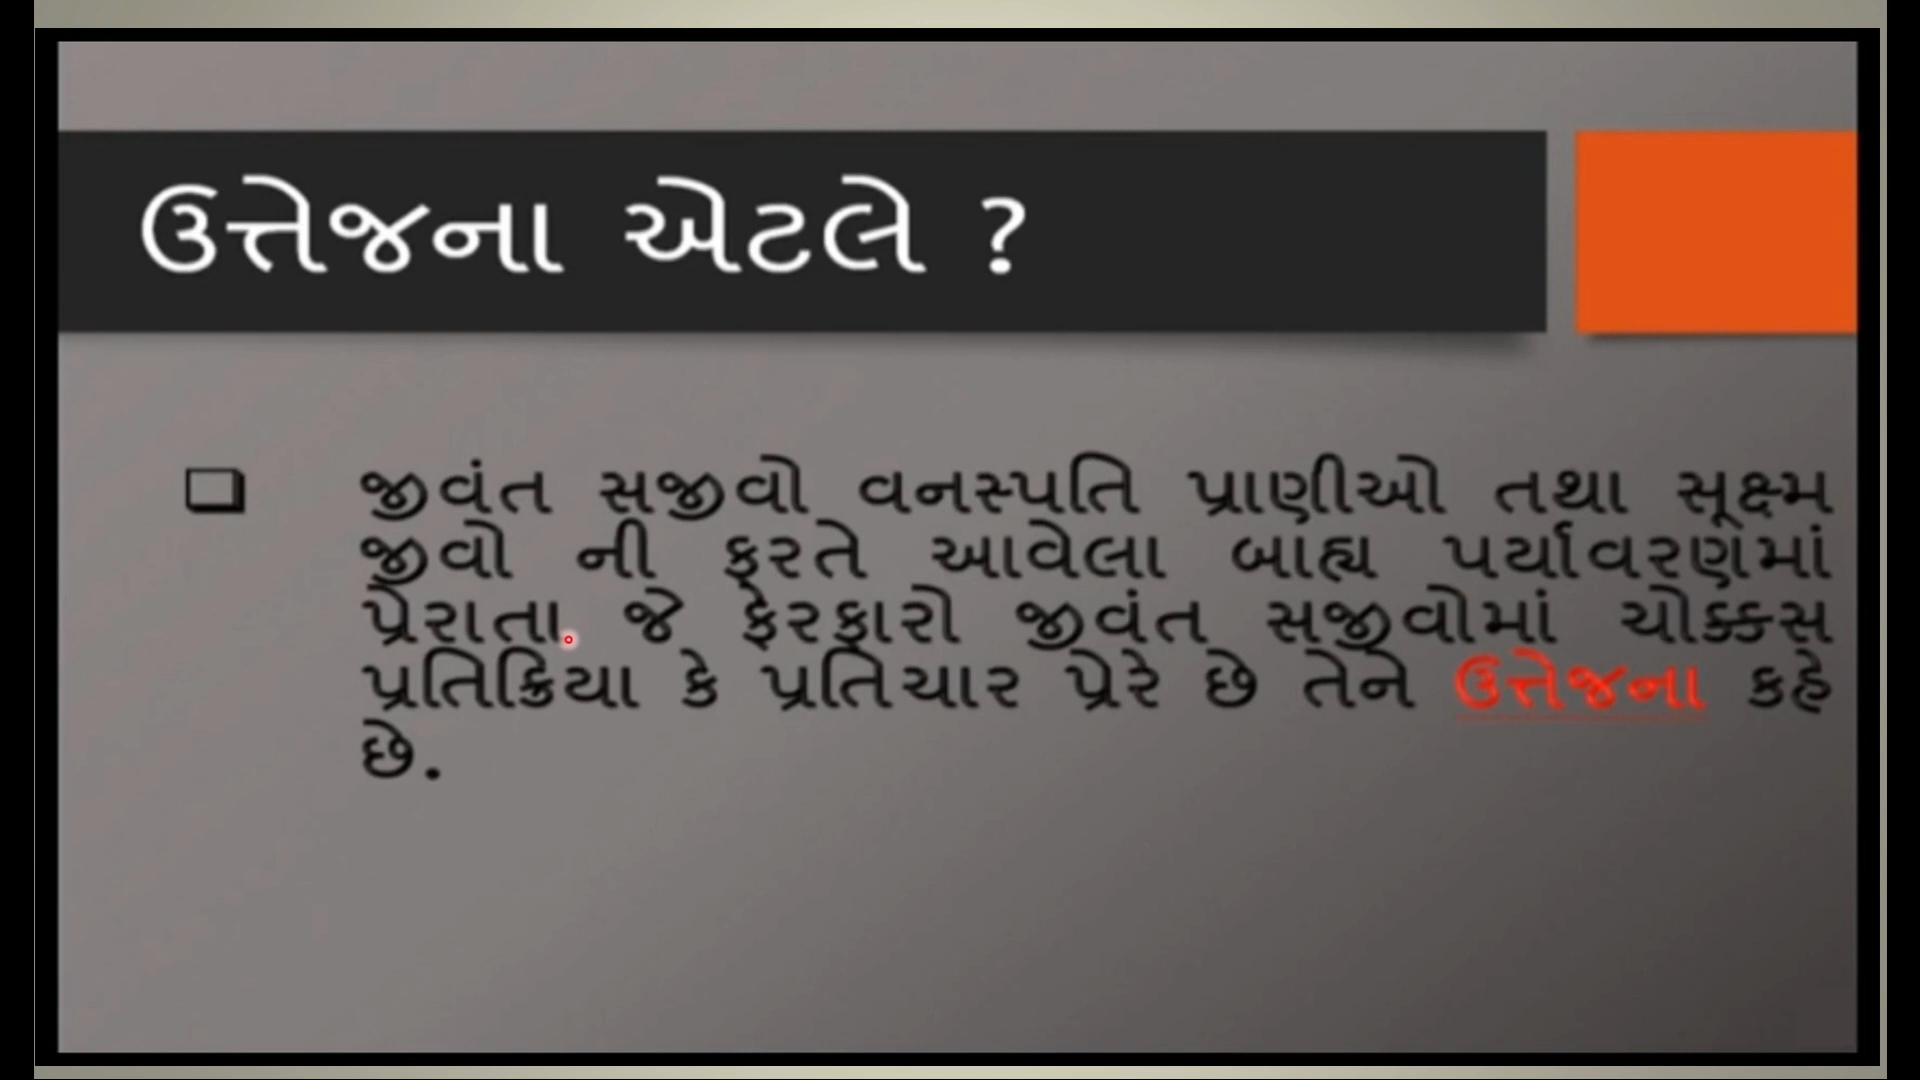 ઉત્તેજના એટલે ?
જીવંત સજીવો વનસ્પતિ પ્રાણીઓ તથા સૂક્ષ્મ
જીવો ની ફરતે આવેલા બાહ્ય પર્યાવરણમાં
પ્રેરાતા જે ફેરફારો જીવંત સજીવોમાં ચોક્કસ
પ્રતિક્રિયા કે પ્રતિચાર પ્રેરે છે તેને ઉત્તેજના કહે
છે.